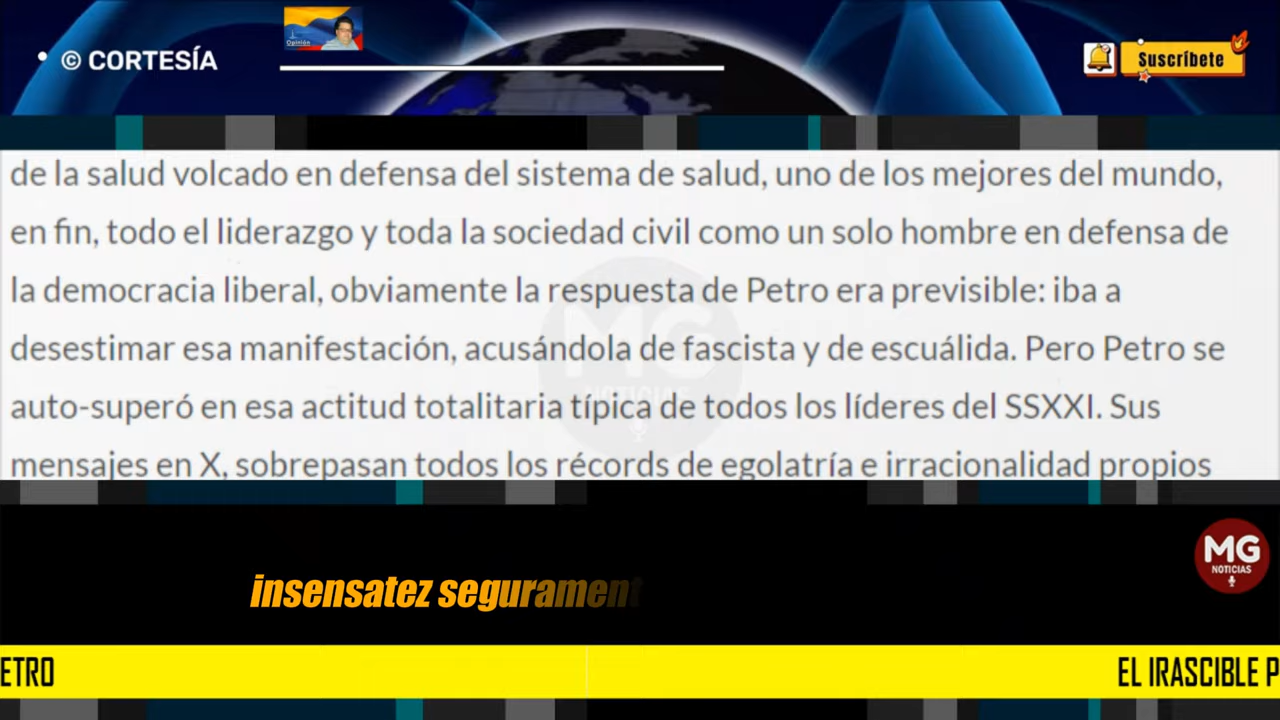 © CORTESÍA
Opinión
Suscríbete
de la salud volcado en defensa del sistema de salud, uno de los mejores del mundo,
en fin, todo el liderazgo y toda la sociedad civil como un solo hombre en defensa de
la democracia liberal, obviamente la respuesta de Petro era previsible: iba a
desestimar esa manifestación, acusándola de fascista y de escuálida. Pero Petro se
auto-superó en esa actitud totalitaria típica de todos los líderes del SSXXI. Sus
mensajes en X, sobrepasan todos los récords de egolatría e irracionalidad propios
MG
NOTICIAS
MG
NOTICIAS
insensatez segurament
ETRO
EL IRASCIBLE P